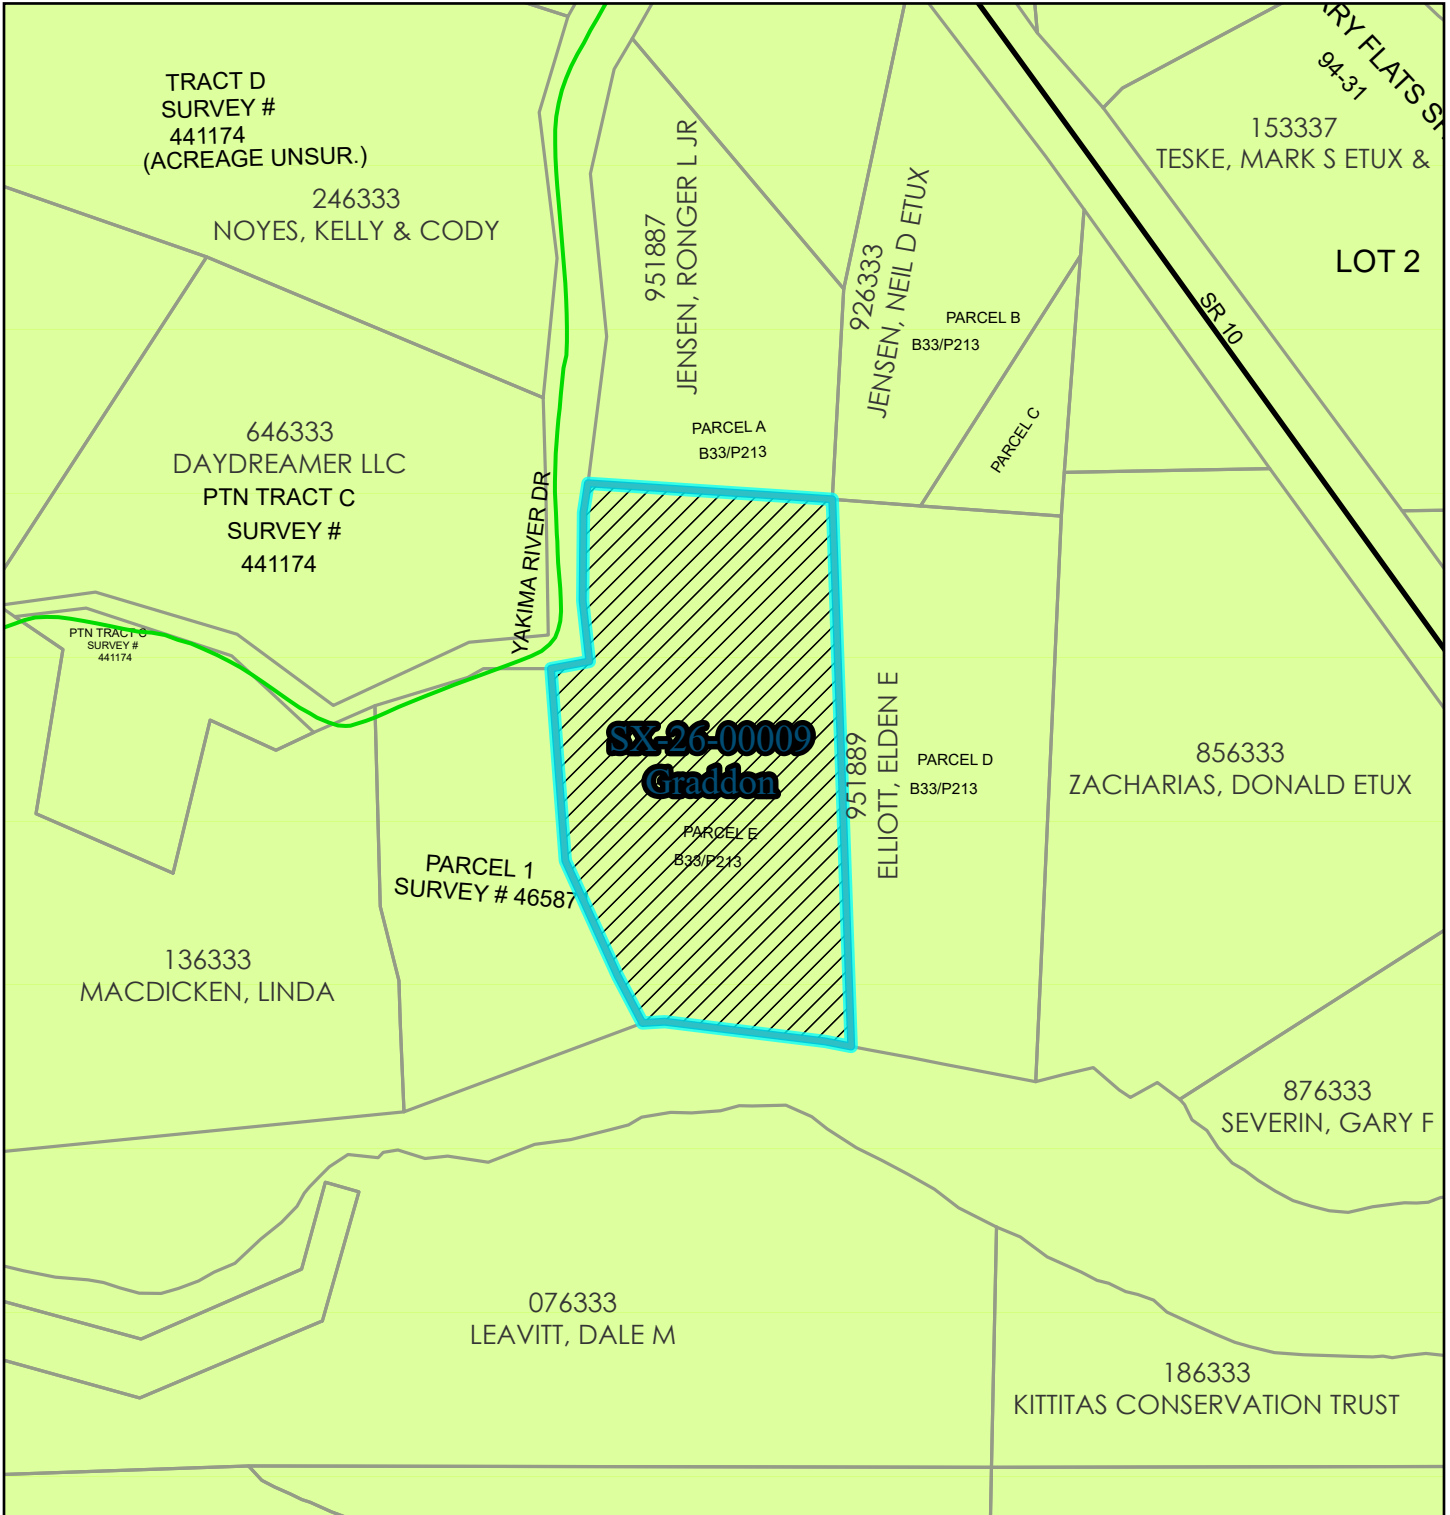 TRACT D
SURVEY #
441174
(ACREAGE UNSUR.)
246333
NOYES, KELLY & CODY
951887
JENSEN, RONGER L JR
926333
JENSEN, NEIL D ETUX
PARCEL B
B33/P213
94-31
153337
TESKE, MARK S ETUX &
LOT 2
SR 10
646333
DAYDREAMER LLC
PTN TRACT C
SURVEY #
441174
YAKIMA RIVER DR
PARCEL A
B33/P213
PARCEL C
PTN TRACT C
SURVEY #
441174
SX-26-00009
Graddon
PARCEL E
B33/P213
951889
ELLIOTT, ELDEN E
PARCEL D
B33/P213
856333
ZACHARIAS, DONALD ETUX
PARCEL 1
SURVEY # 46587
136333
MACDICKEN, LINDA
876333
SEVERIN, GARY F
076333
LEAVITT, DALE M
186333
KITTITAS CONSERVATION TRUST
FLATS